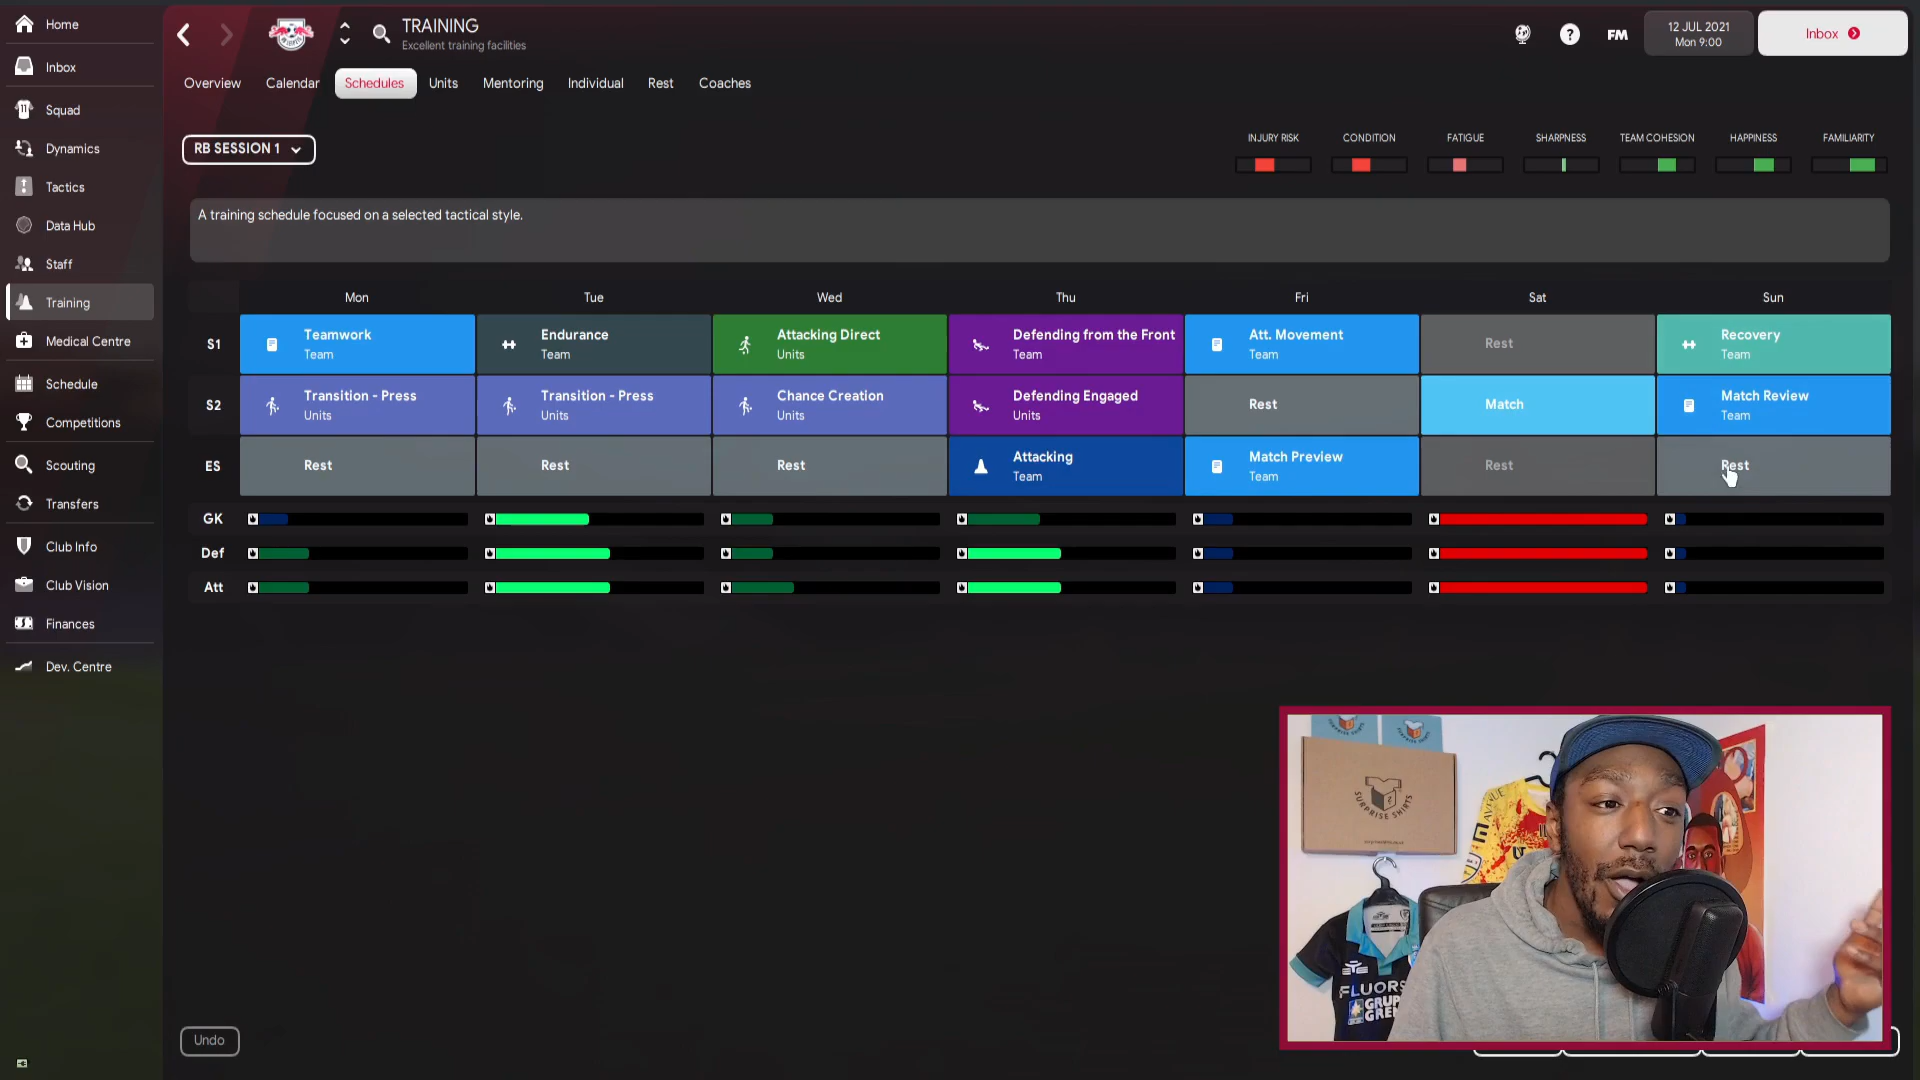 Home
TRAINING
Excellent training facilities
FM
12 JUL 2021
Mon 9:00
Inbox
Inbox
Squad
Dynamics
Tactics
Data Hub
Staff
Training
Medical Centre
Schedule
Competitions
Scouting
Transfers
Club Info
Club Vision
Finances
Dev. Centre
Overview Calendar Schedules Units Mentoring Individual Rest Coaches
RB SESSION 1
INJURY RISK CONDITION FATIGUE SHARPNESS TEAM COHESION HAPPINESS FAMILIARITY
A training schedule focused on a selected tactical style.
Mon Tue Wed Thu Fri Sat Sun
S1
Teamwork Endurance Attacking Direct Defending from the Front Att. Movement Rest Recovery
Team Team Units Team Team Team
S2
Transition - Press Transition - Press Chance Creation Defending Engaged Rest Match Match Review
Units Units Units Units Team
ES
Rest Rest Rest Attacking Match Preview Rest Rest
Team Team
GK
Def
Att
Undo
SURPRISE SHIRTS
FLUORS
GRUP